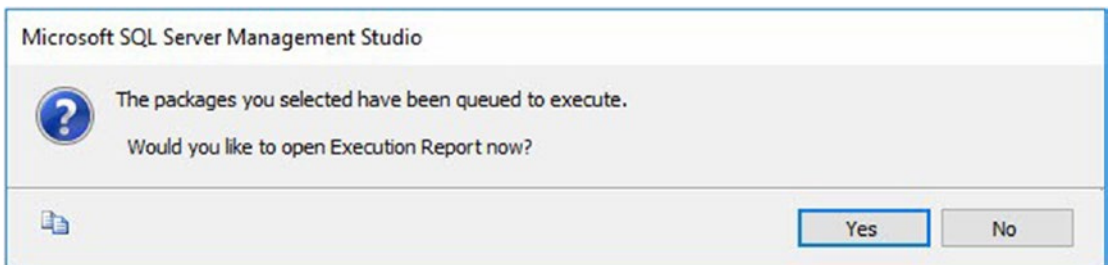 Microsoft SQL Server Management Studio
The packages you selected have been queued to execute.
Would you like to open Execution Report now?
Yes No